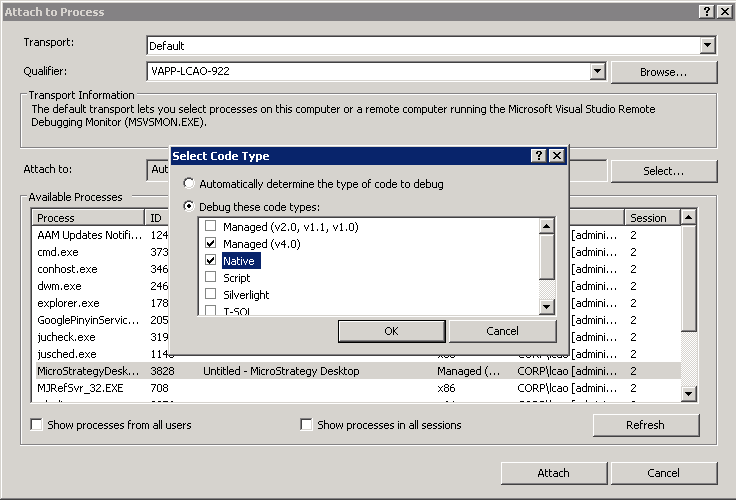 Attach to Process
Transport: Default
Qualifier: VAPP-LCAO-922 Browse...
Transport Information
The default transport lets you select processes on this computer or a remote computer running the Microsoft Visual Studio Remote
Debugging Monitor (MSVSMON.EXE).
Attach to: Aut Select...
Select Code Type
Automatically determine the type of code to debug
Debug these code types:
Managed (v2.0, v1.1, v1.0)
Managed (v4.0)
Native
Script
Silverlight
T-SQL
OK Cancel
Available Processes
Process ID Session
AAM Updates Notifi... 124 [admini... 2
cmd.exe 373 [admini... 2
conhost.exe 346 [admini... 2
dwm.exe 246 [admini... 2
explorer.exe 178 [admini... 2
GooglePinyinServic... 205 [admini... 2
jucheck.exe 319 [admini... 2
jusched.exe 1148 x86 CORP\lcao [admini... 2
MicroStrategyDesk... 3828 Untitled - MicroStrategy Desktop Managed (... CORP\lcao [admini... 2
MJRefSvr_32.EXE 708 x86 CORP\lcao [admini... 2
Show processes from all users Show processes in all sessions Refresh
Attach Cancel